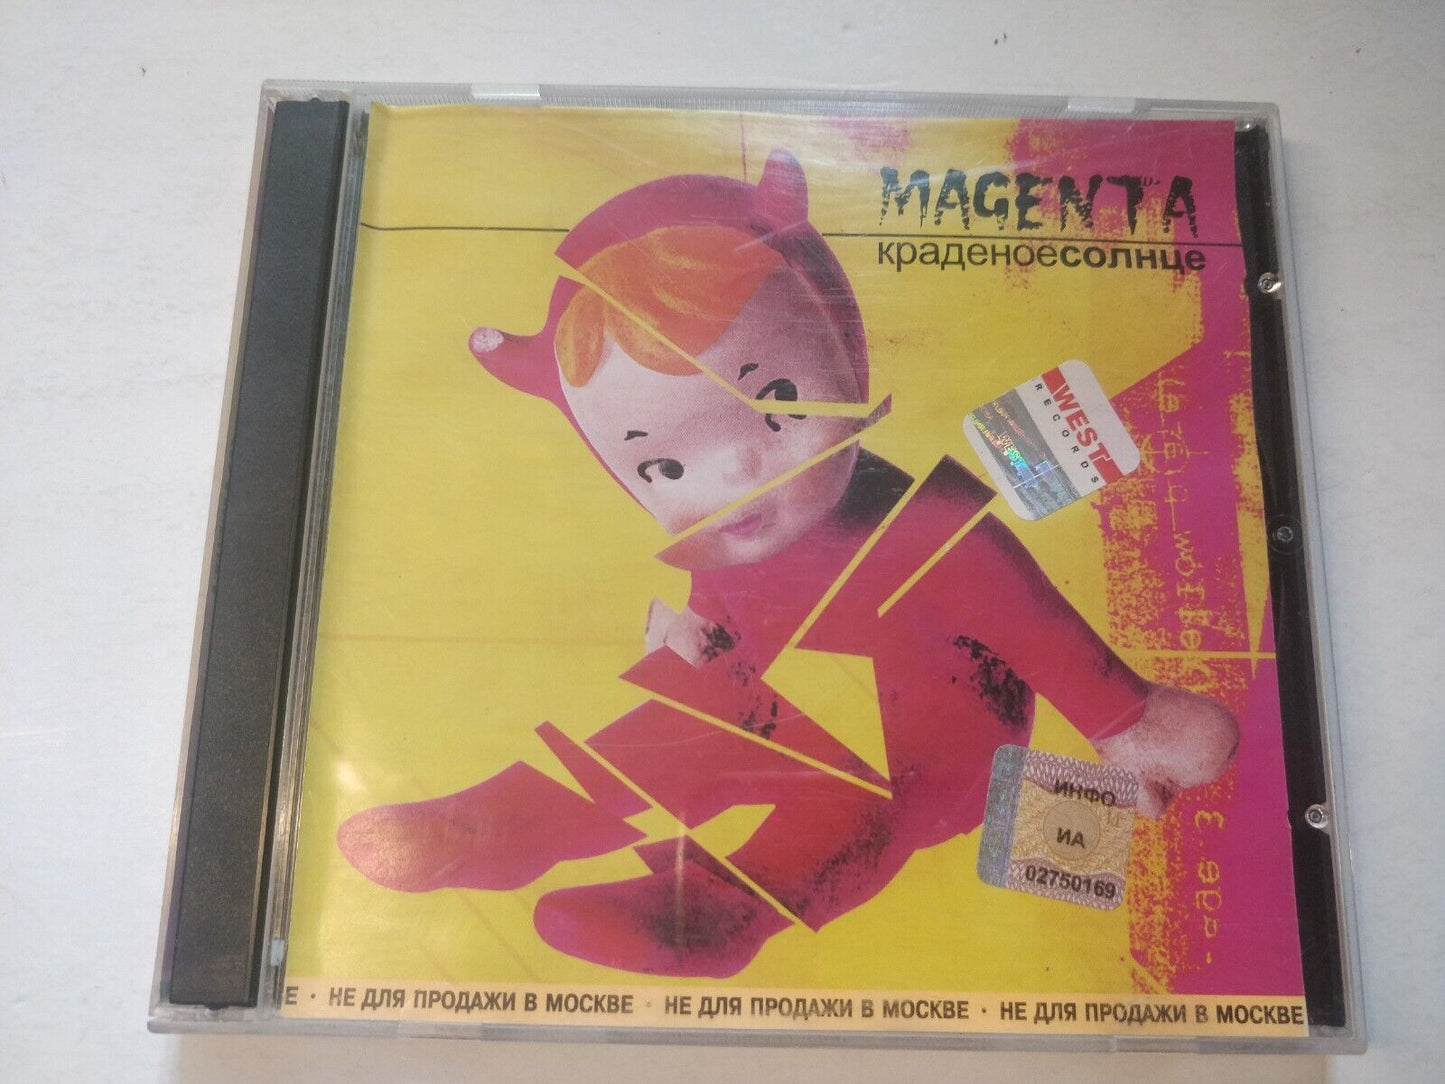 MAGENTA
краденоесолнце
WEST
RECORDS
WEST
ИНФО
ИА
02750169
Е · НЕ ДЛЯ ПРОДАЖИ В МОСКВЕ · НЕ ДЛЯ ПРОДАЖИ В МОСКВЕ · НЕ ДЛЯ ПРОДАЖИ В МОСКВЕ